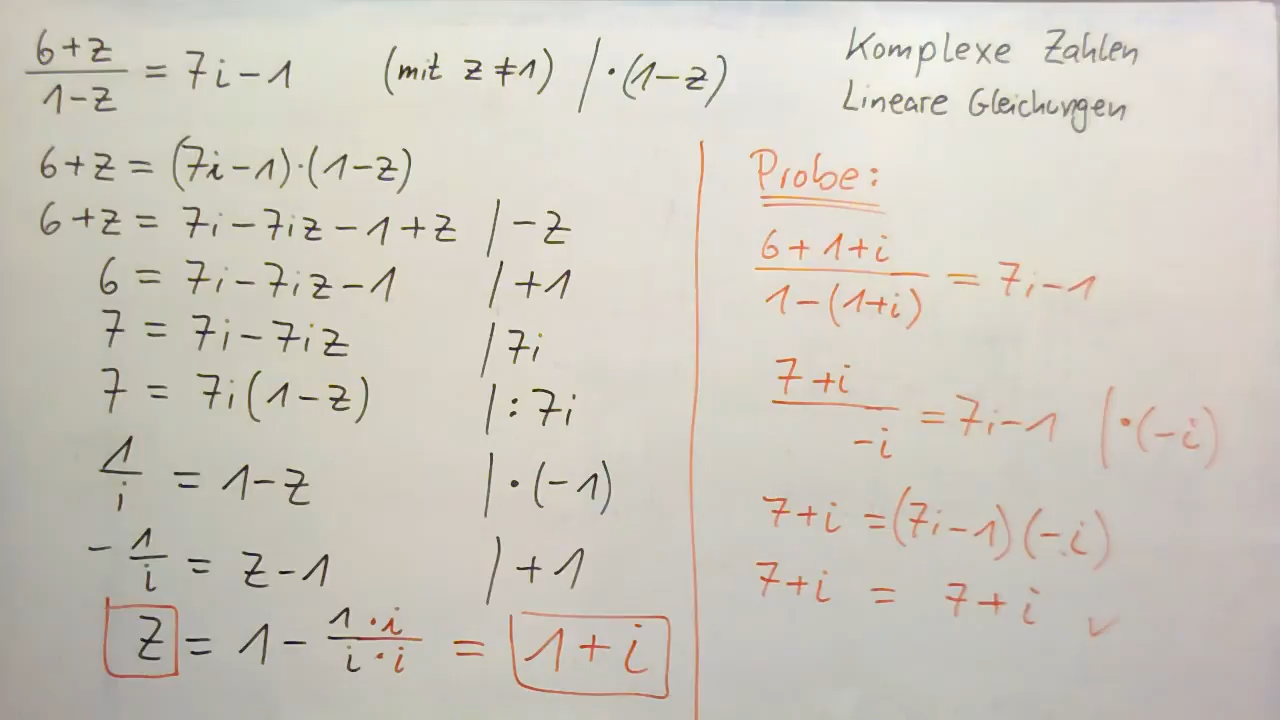 (6+z)/(1-z) = 7i-1 (mit z≠1) |·(1-z)
Komplexe Zahlen
Lineare Gleichungen
6+z = (7i-1)·(1-z)
6+z = 7i-7iz-1+z |-z
6 = 7i-7iz-1 |+1
7 = 7i-7iz |7i
7 = 7i(1-z) |:7i
1/i = 1-z |·(-1)
-1/i = z-1 |+1
z = 1 - (1·i)/(i·i) = 1+i
Probe:
(6+1+i)/(1-(1+i)) = 7i-1
(7+i)/(-i) = 7i-1 |·(-i)
7+i = (7i-1)(-i)
7+i = 7+i ✓